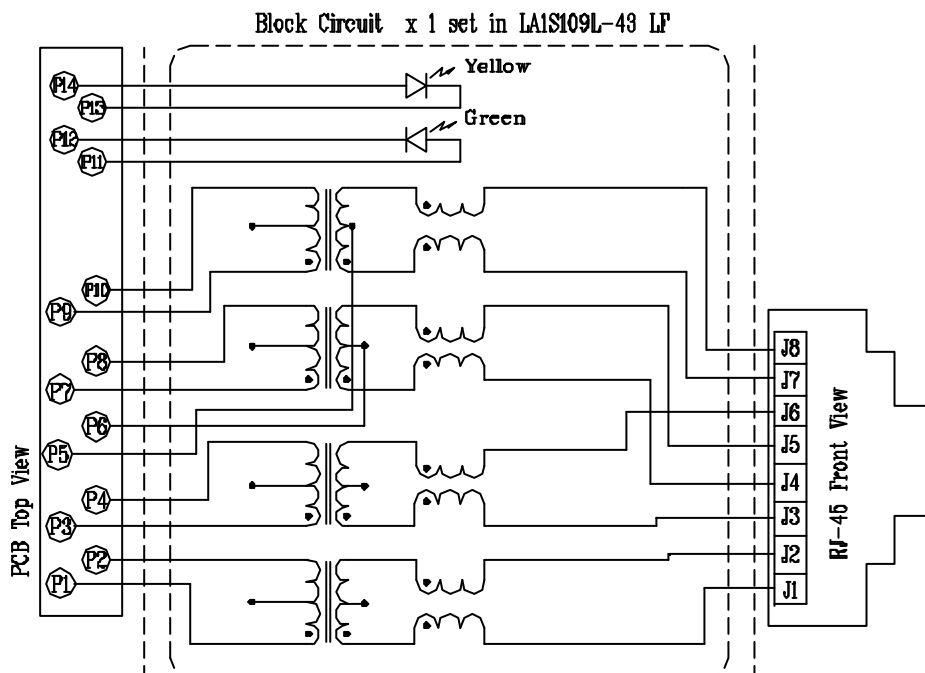 Block Circuit x 1 set in LA1S109L-43 LF
P14
Yellow
P13
P12
Green
P11
P10
P9
P8
P7
P6
P5
P4
P3
P2
P1
PCB Top View
J8
J7
J6
J5
J4
J3
J2
J1
RJ-45 Front View